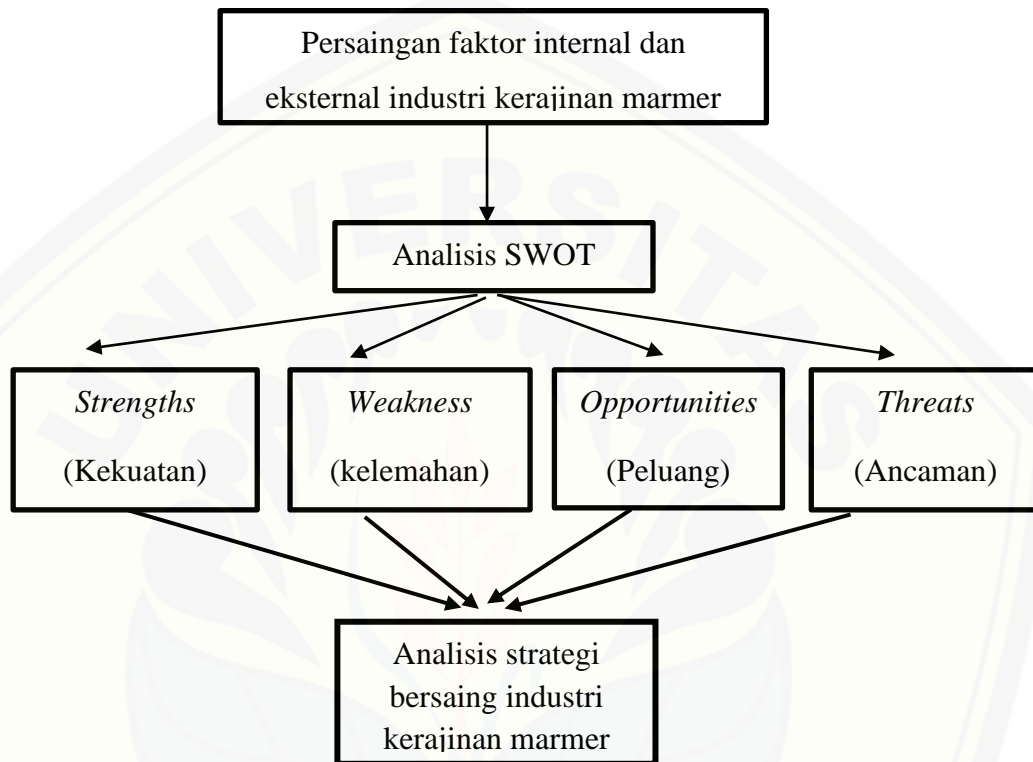 Persaingan faktor internal dan
eksternal industri kerajinan marmer
Analisis SWOT
Strengths
(Kekuatan)
Weakness
(kelemahan)
Opportunities
(Peluang)
Threats
(Ancaman)
Analisis strategi
bersaing industri
kerajinan marmer
UNIVERSITAS